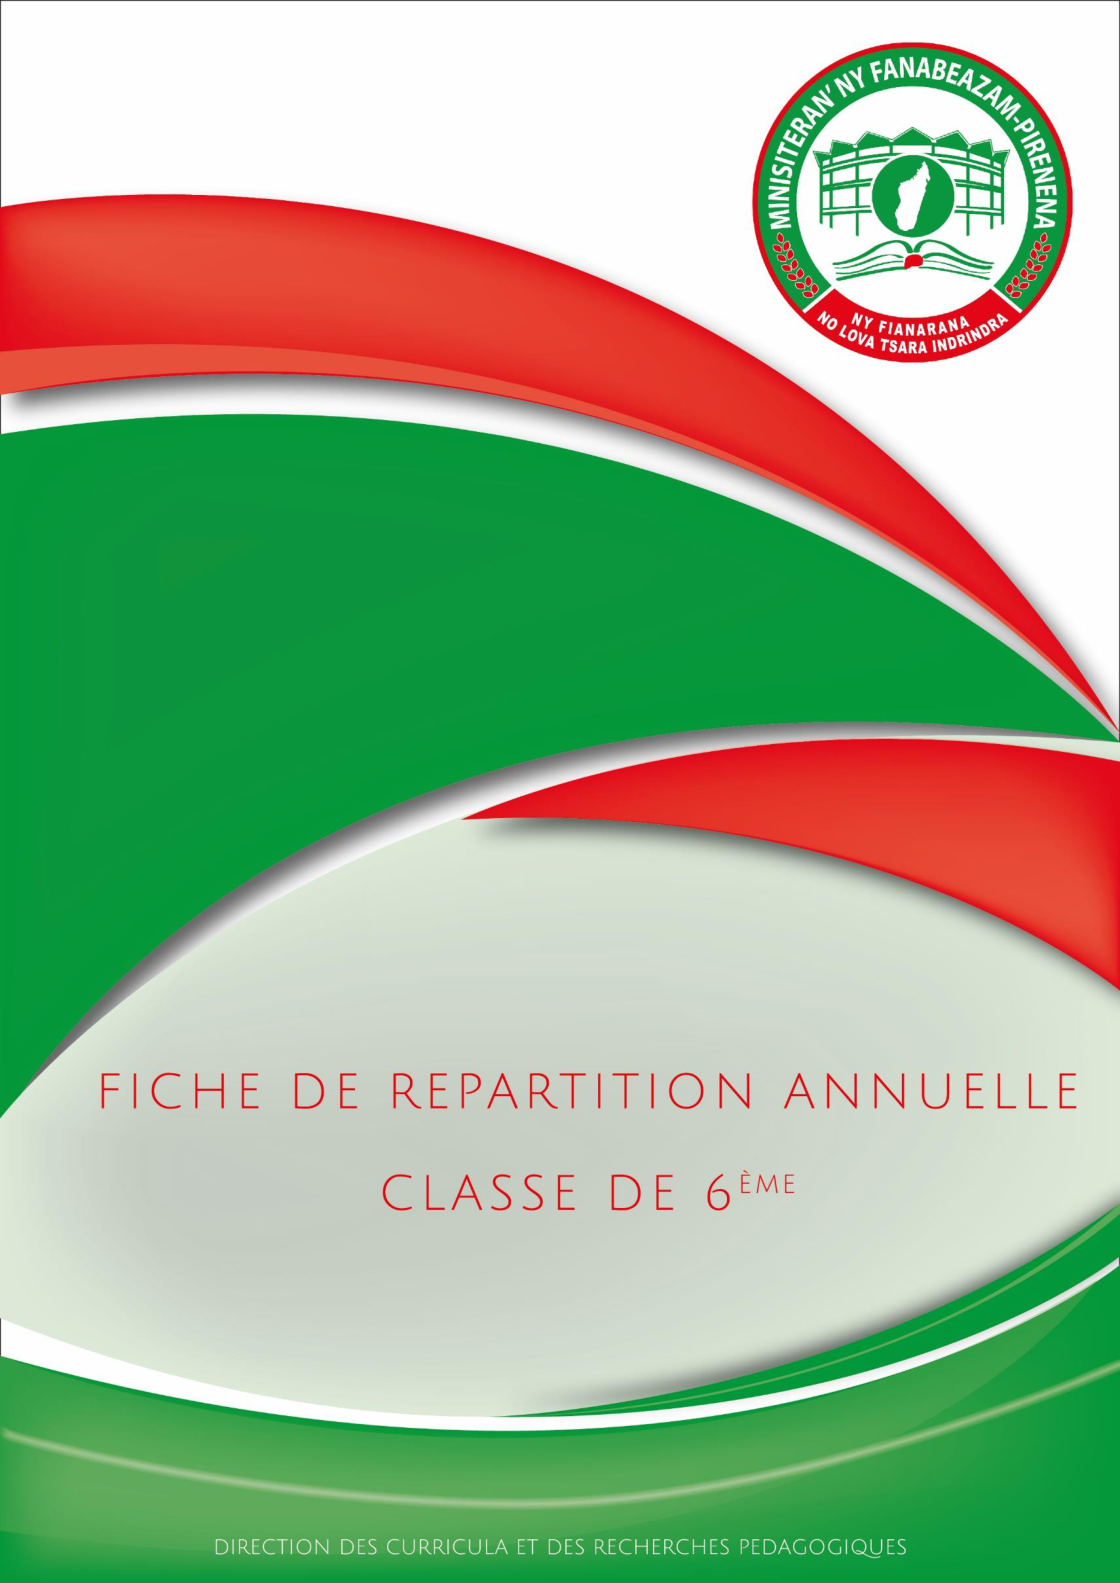 MINISITERAN' NY FANABEAZAM-PIRENENA
NY FIANARANA
NO LOVA TSARA INDRINDRA
FICHE DE REPARTITION ANNUELLE
CLASSE DE 6ÈME
DIRECTION DES CURRICULA ET DES RECHERCHES PEDAGOGIQUES